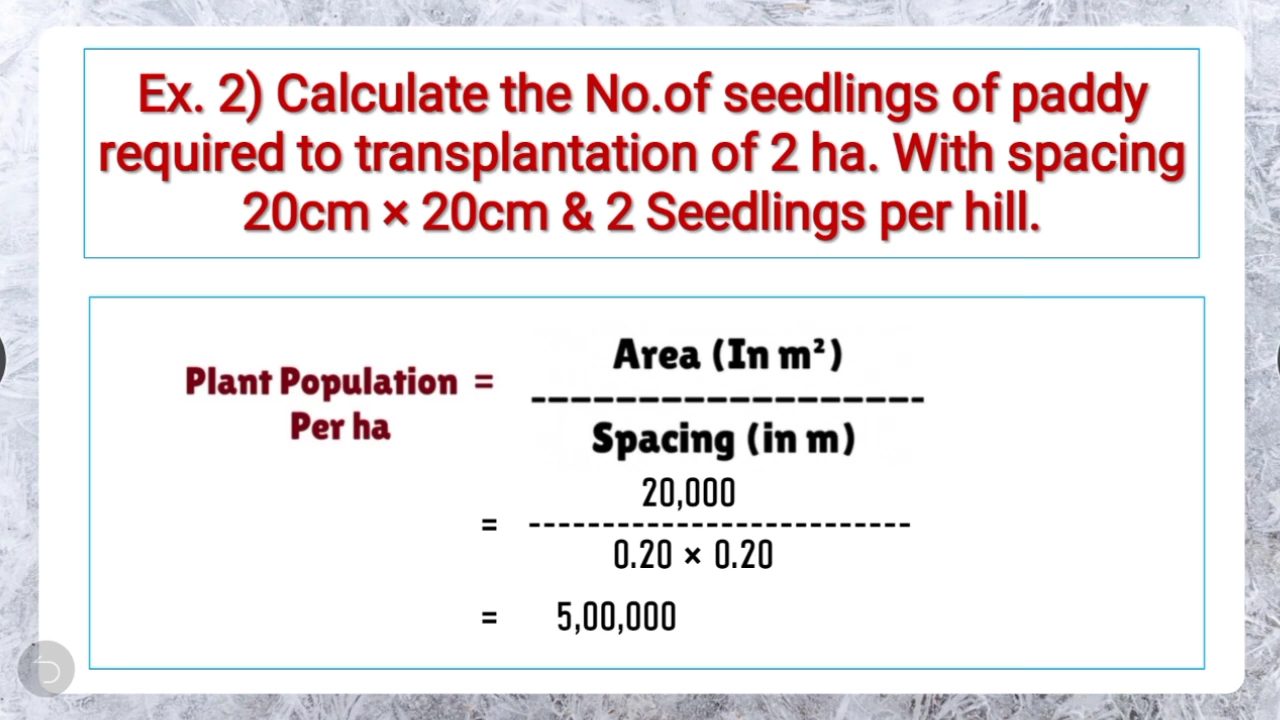 Ex. 2) Calculate the No.of seedlings of paddy
required to transplantation of 2 ha. With spacing
20cm × 20cm & 2 Seedlings per hill.
Area (In m²)
Plant Population =
------------------
Per ha
Spacing (in m)
20,000
= --------------------------
0.20 × 0.20
= 5,00,000